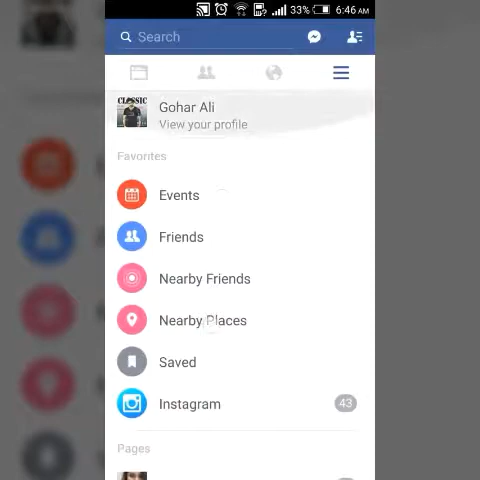 33% 6:46 AM
Search
CLASSIC
Gohar Ali
View your profile
Favorites
Events
Friends
Nearby Friends
Nearby Places
Saved
Instagram 43
Pages